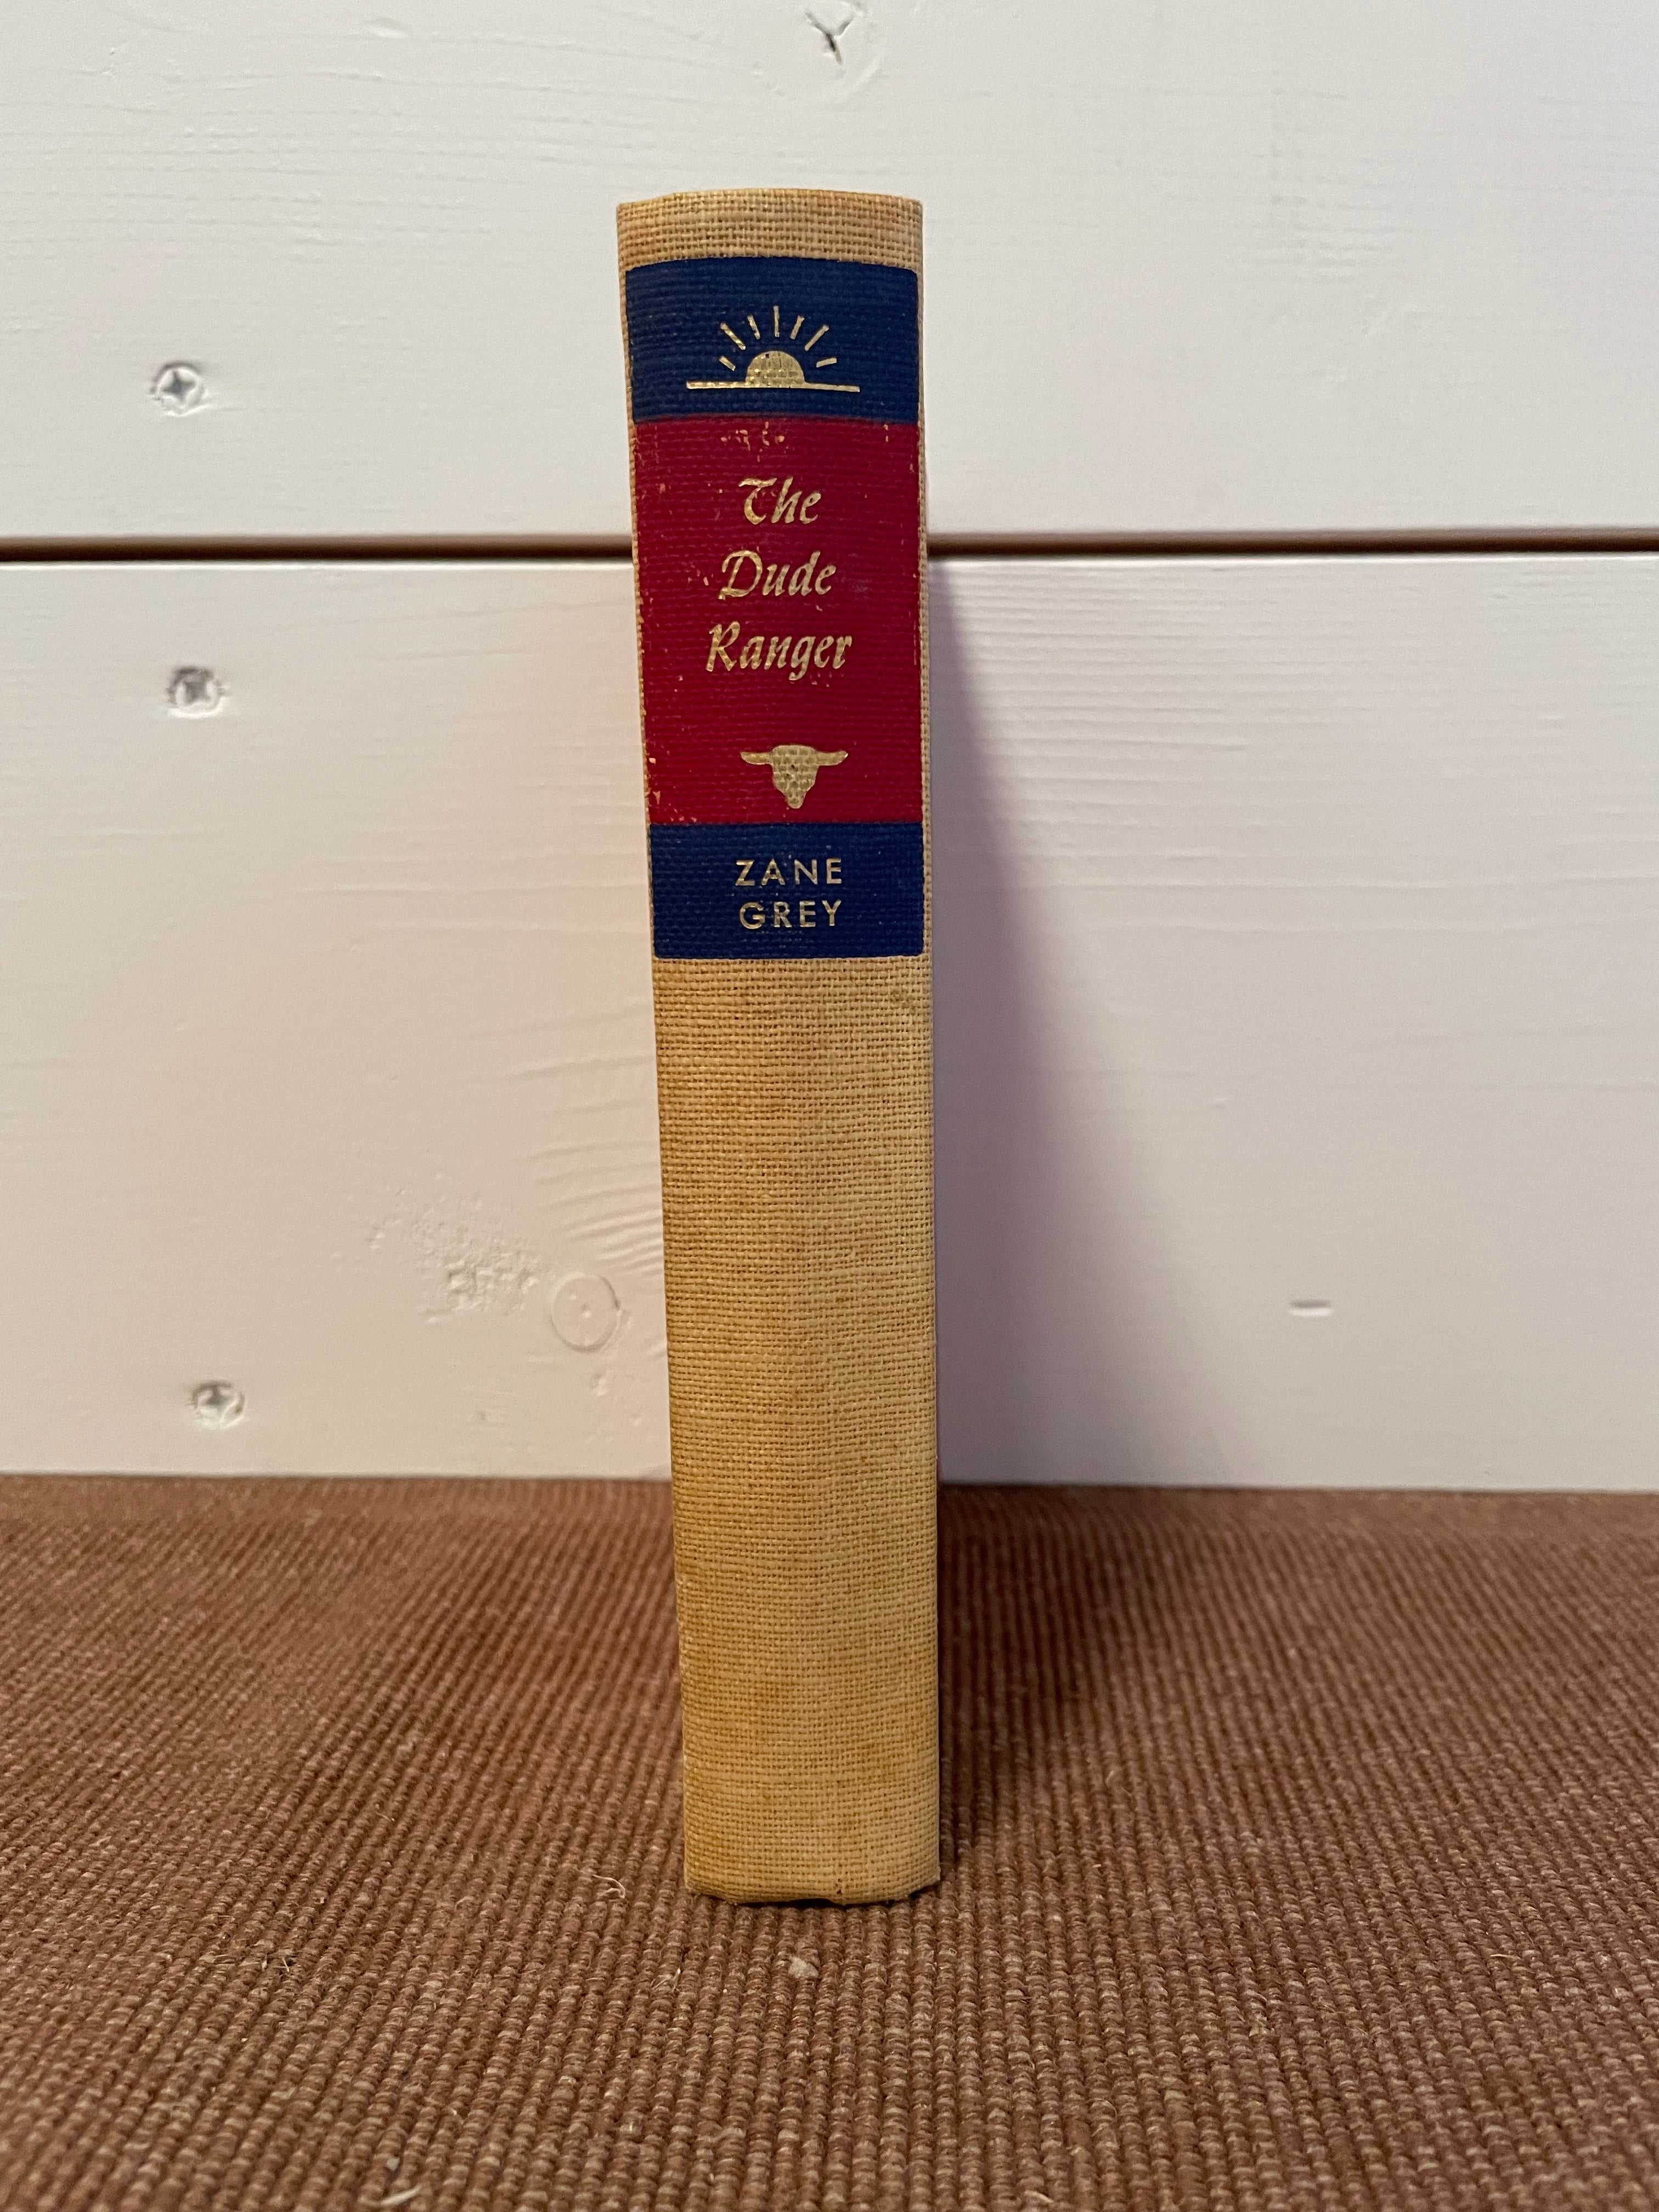 The
Dude
Ranger
ZANE
GREY